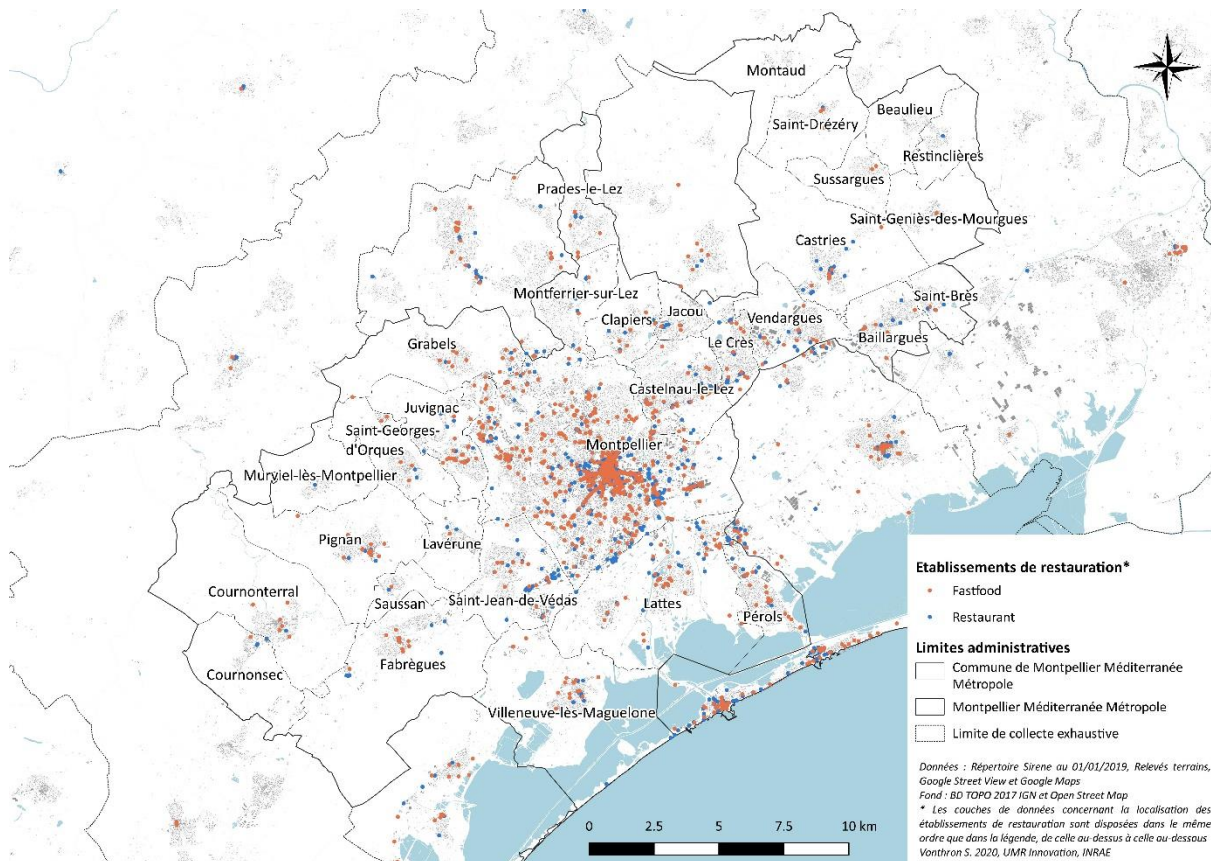 Montaud
Beaulieu
Saint-Drézéry
Restinclières
Sussargues
Prades-le-Lez
Saint-Geniès-des-Mourgues
Castries
Montferrier-sur-Lez
Saint-Brès
Jacou
Vendargues
Clapiers
Baillargues
Le Crès
Grabels
Castelnau-le-Lez
Juvignac
Saint-Georges-
d'Orques
Montpellier
Murviel-lès-Montpellier
Pignan
Lavérune
Cournonterral
Saussan
Saint-Jean-de-Védas
Lattes
Pérols
Fabrègues
Cournonsec
Villeneuve-lès-Maguelone
Etablissements de restauration*
Fastfood
Restaurant
Limites administratives
Commune de Montpellier Méditerranée
Métropole
Montpellier Méditerranée Métropole
Limite de collecte exhaustive
Données : Répertoire Sirene au 01/01/2019, Relevés terrains,
Google Street View et Google Maps
Fond : BD TOPO 2017 IGN et Open Street Map
* Les couches de données concernant la localisation des
établissements de restauration sont disposées dans le même
ordre que dans la légende, de celle au-dessus à celle au-dessous
Vonthron S. 2020, UMR Innovation, INRAE
0 2.5 5 7.5 10 km